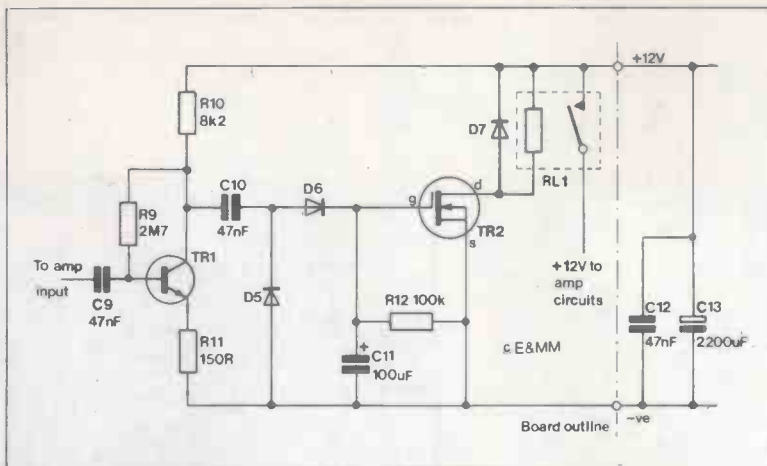 +12V
R10
8k2
D7
RL1
C10
47nF
D6
R9
2M7
g
d
s
TR2
TR1
To amp
input
C9
47nF
D5
+12V to
amp
circuits
R12 100k
C12
47nF
C13
2200uF
R11
150R
+
C11
100uF
c E&MM
Board outline
-ve